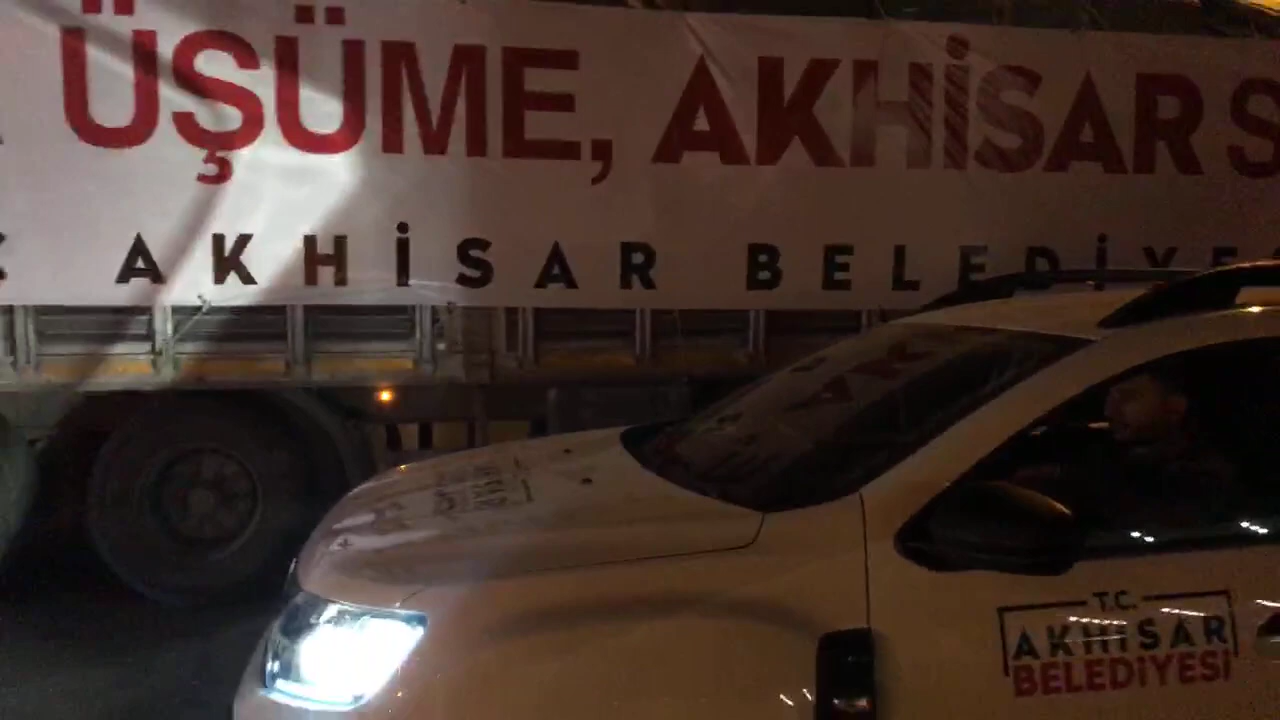 ÜŞÜME, AKHİSAR
AKHİSAR BELEDİYE
T.C.
AKHİSAR
BELEDİYESİ